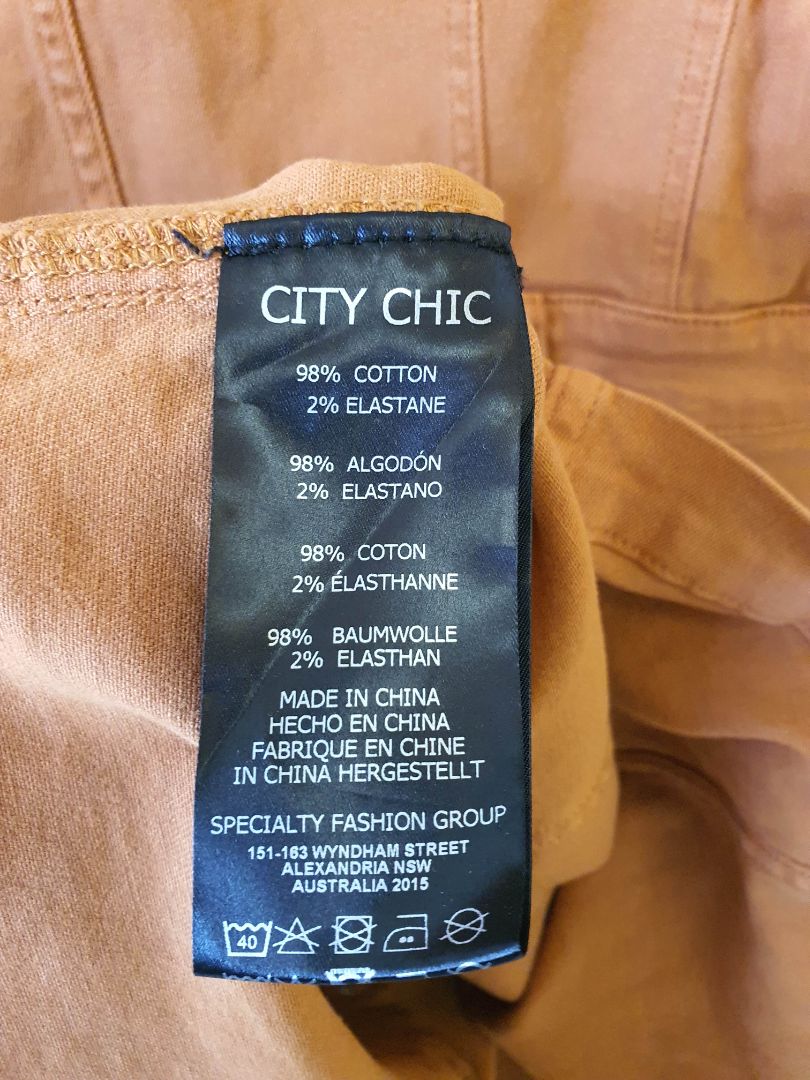 CITY CHIC
98% COTTON
2% ELASTANE
98% ALGODÓN
2% ELASTANO
98% COTON
2% ÉLASTHANNE
98% BAUMWOLLE
2% ELASTHAN
MADE IN CHINA
HECHO EN CHINA
FABRIQUE EN CHINE
IN CHINA HERGESTELLT
SPECIALTY FASHION GROUP
151-163 WYNDHAM STREET
ALEXANDRIA NSW
AUSTRALIA 2015
40